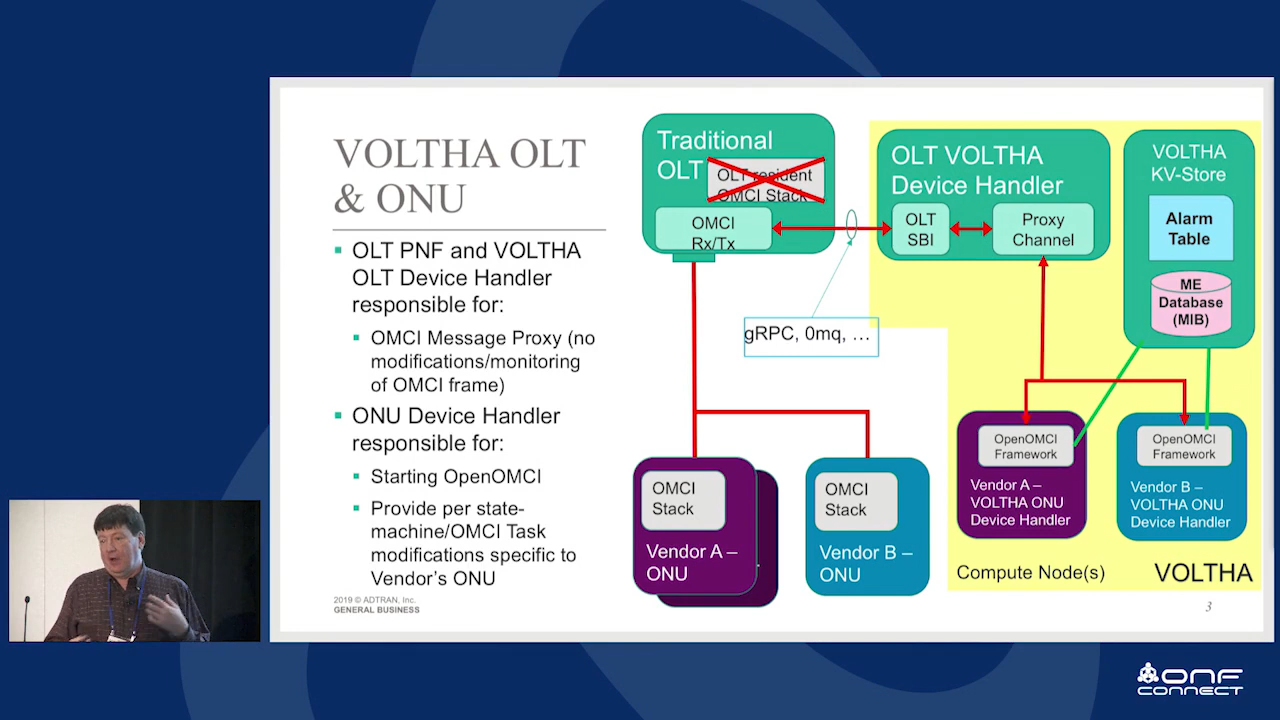 VOLTHA OLT
& ONU
OLT PNF and VOLTHA
OLT Device Handler
responsible for:
OMCI Message Proxy (no
modifications/monitoring
of OMCI frame)
ONU Device Handler
responsible for:
Starting OpenOMCI
Provide per state-
machine/OMCI Task
modifications specific to
Vendor's ONU
2019 © ADTRAN, Inc.
GENERAL BUSINESS
Traditional
OLT
OLT resident
OMCI Stack
OMCI
Rx/Tx
gRPC, 0mq, …
OMCI
Stack
Vendor A –
ONU
OMCI
Stack
Vendor B –
ONU
OLT VOLTHA
Device Handler
OLT
SBI
Proxy
Channel
VOLTHA
KV-Store
Alarm
Table
ME
Database
(MIB)
OpenOMCI
Framework
Vendor A –
VOLTHA ONU
Device Handler
OpenOMCI
Framework
Vendor B –
VOLTHA ONU
Device Handler
Compute Node(s)
VOLTHA
3
ONF
CONNECT